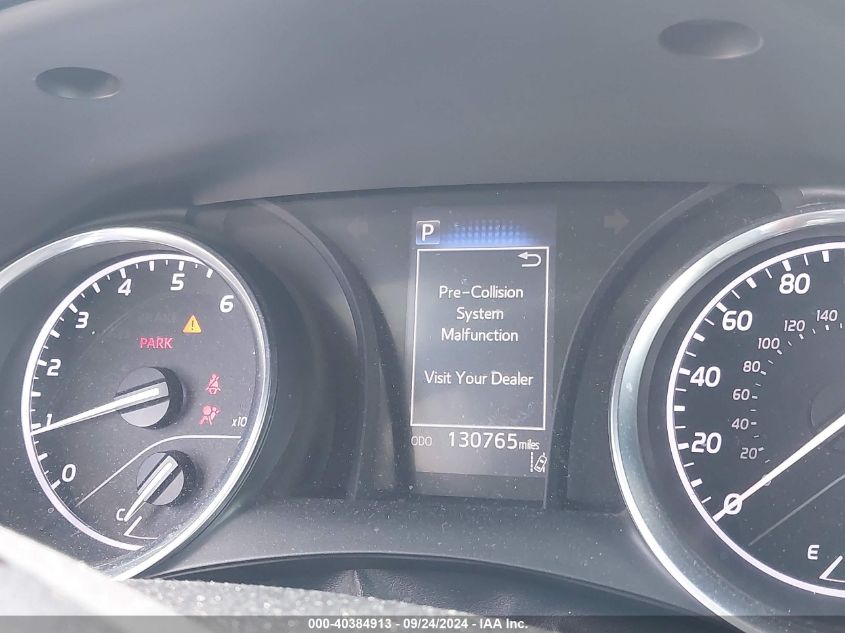 P
Pre-Collision
System
Malfunction
Visit Your Dealer
ODO 130765 miles
PARK
0
1
2
3
4
5
6
x10
C
0
20
40
60
80
20
40
60
80
100
120
140
E
000-40384913 - 09/24/2024 - IAA Inc.